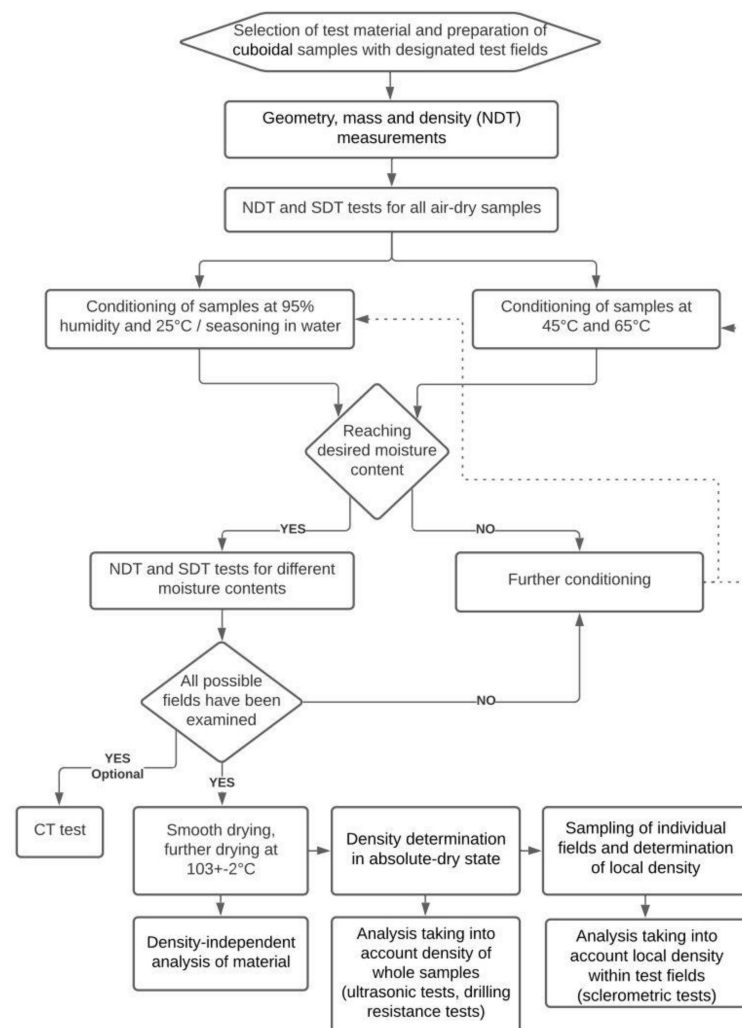 Selection of test material and preparation of
cuboidal samples with designated test fields
Geometry, mass and density (NDT)
measurements
NDT and SDT tests for all air-dry samples
Conditioning of samples at 95%
humidity and 25°C / seasoning in water
Conditioning of samples at
45°C and 65°C
Reaching
desired moisture
content
YES
NO
NDT and SDT tests for different
moisture contents
Further conditioning
All possible
fields have been
examined
NO
YES
Optional
YES
CT test
Smooth drying,
further drying at
103+-2°C
Density determination
in absolute-dry state
Sampling of individual
fields and determination
of local density
Density-independent
analysis of material
Analysis taking into
account density of
whole samples
(ultrasonic tests, drilling
resistance tests)
Analysis taking into
account local density
within test fields
(sclerometric tests)